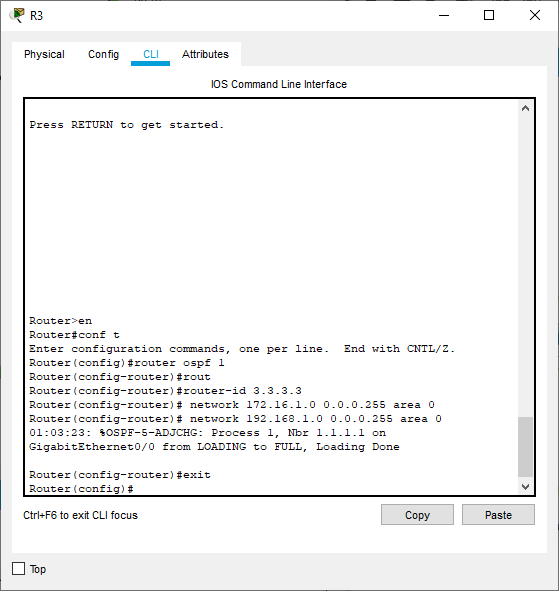 R3
Physical Config CLI Attributes
IOS Command Line Interface
Press RETURN to get started.
Router>en
Router#conf t
Enter configuration commands, one per line.  End with CNTL/Z.
Router(config)#router ospf 1
Router(config-router)#rout
Router(config-router)#router-id 3.3.3.3
Router(config-router)# network 172.16.1.0 0.0.0.255 area 0
Router(config-router)# network 192.168.1.0 0.0.0.255 area 0
01:03:23: %OSPF-5-ADJCHG: Process 1, Nbr 1.1.1.1 on
GigabitEthernet0/0 from LOADING to FULL, Loading Done
Router(config-router)#exit
Router(config)#
Ctrl+F6 to exit CLI focus
Copy Paste
Top